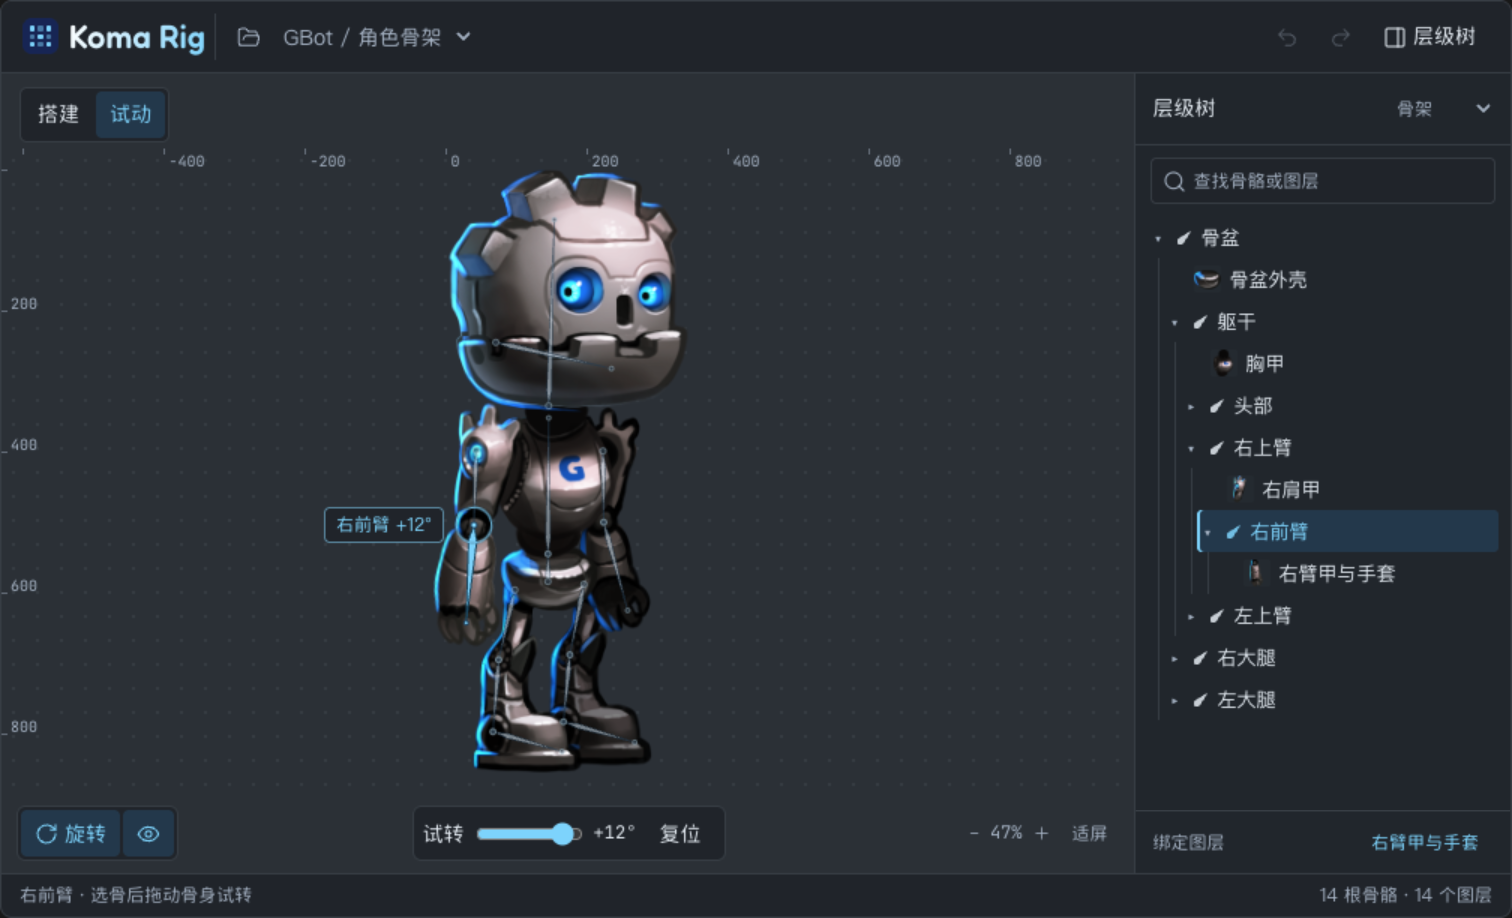 Koma Rig
GBot / 角色骨架
层级树
搭建 试动
层级树 骨架
-400 -200 0 200 400 600 800
查找骨骼或图层
骨盆
骨盆外壳
200
躯干
胸甲
头部
400
右上臂
G
右肩甲
右前臂 +12°
右前臂
右臂甲与手套
600
左上臂
右大腿
左大腿
800
旋转
试转 +12° 复位
- 47% + 适屏
绑定图层 右臂甲与手套
右前臂 · 选骨后拖动骨身试转
14 根骨骼 · 14 个图层